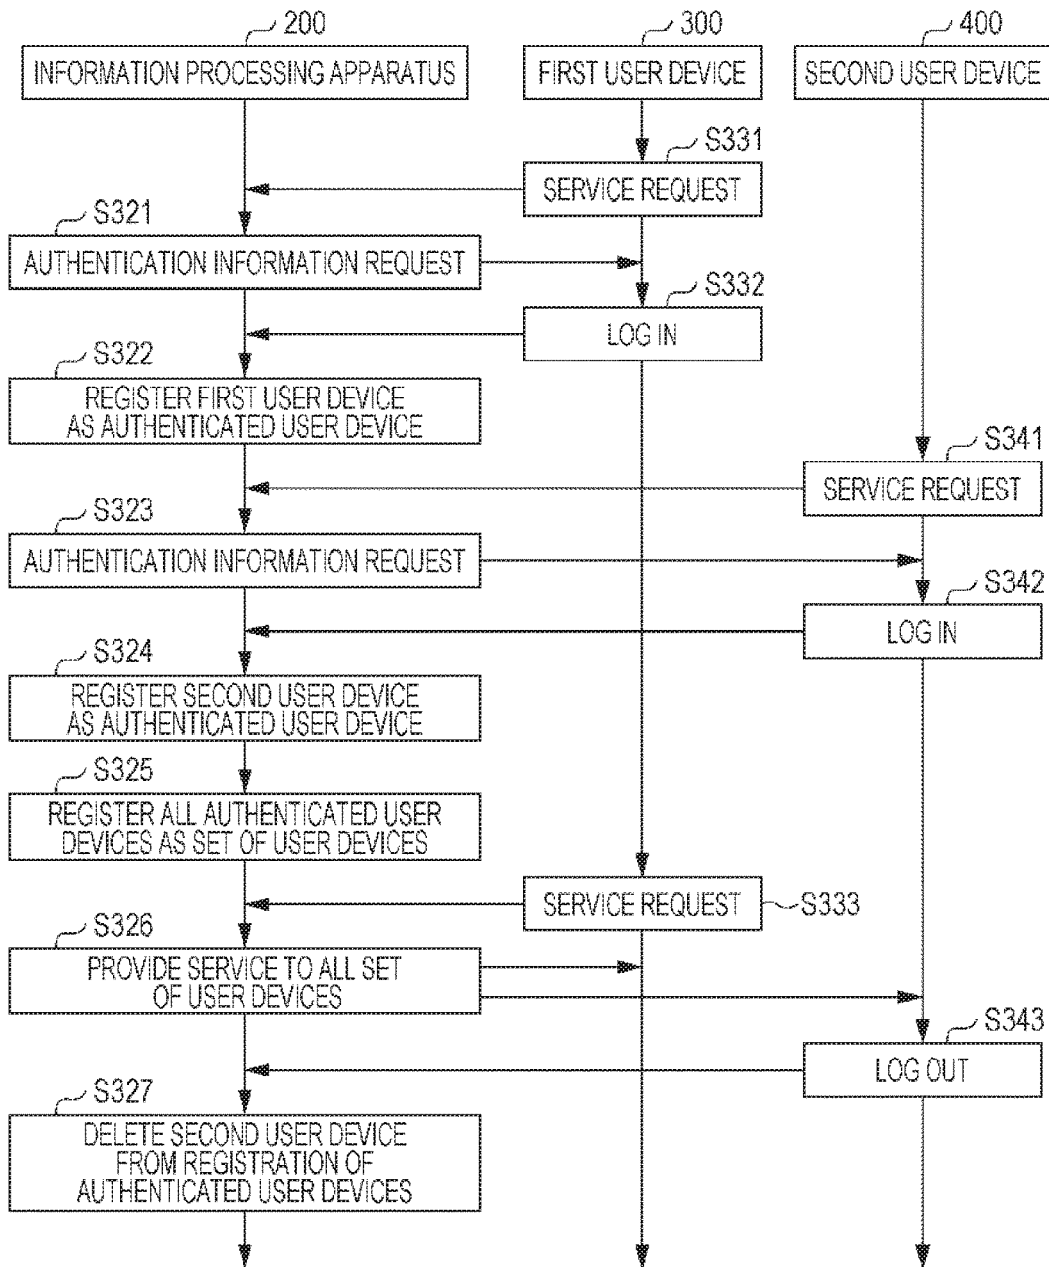 200
300
400
INFORMATION PROCESSING APPARATUS
FIRST USER DEVICE
SECOND USER DEVICE
S331
SERVICE REQUEST
S321
AUTHENTICATION INFORMATION REQUEST
S332
LOG IN
S322
REGISTER FIRST USER DEVICE
AS AUTHENTICATED USER DEVICE
S341
SERVICE REQUEST
S323
AUTHENTICATION INFORMATION REQUEST
S342
LOG IN
S324
REGISTER SECOND USER DEVICE
AS AUTHENTICATED USER DEVICE
S325
REGISTER ALL AUTHENTICATED USER
DEVICES AS SET OF USER DEVICES
SERVICE REQUEST
S333
S326
PROVIDE SERVICE TO ALL SET
OF USER DEVICES
S343
LOG OUT
S327
DELETE SECOND USER DEVICE
FROM REGISTRATION OF
AUTHENTICATED USER DEVICES